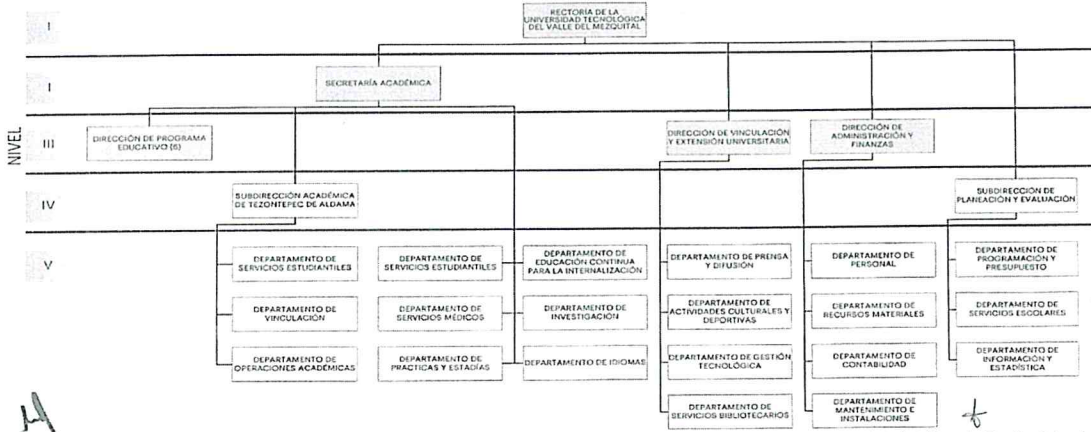 NIVEL
I
RECTORÍA DE LA
UNIVERSIDAD TECNOLÓGICA
DEL VALLE DEL MEZQUITAL
I
SECRETARÍA ACADÉMICA
III
DIRECCIÓN DE PROGRAMA
EDUCATIVO (6)
DIRECCIÓN DE VINCULACIÓN
Y EXTENSIÓN UNIVERSITARIA
DIRECCIÓN DE
ADMINISTRACIÓN Y
FINANZAS
IV
SUBDIRECCIÓN ACADÉMICA
DE TEZONTEPEC DE ALDAMA
SUBDIRECCIÓN DE
PLANEACIÓN Y EVALUACIÓN
V
DEPARTAMENTO DE
SERVICIOS ESTUDIANTILES
DEPARTAMENTO DE
SERVICIOS ESTUDIANTILES
DEPARTAMENTO DE
EDUCACIÓN CONTINUA
PARA LA INTERNALIZACIÓN
DEPARTAMENTO DE PRENSA
Y DIFUSIÓN
DEPARTAMENTO DE
PERSONAL
DEPARTAMENTO DE
PROGRAMACIÓN Y
PRESUPUESTO
DEPARTAMENTO DE
VINCULACIÓN
DEPARTAMENTO DE
SERVICIOS MÉDICOS
DEPARTAMENTO DE
INVESTIGACIÓN
DEPARTAMENTO DE
ACTIVIDADES CULTURALES Y
DEPORTIVAS
DEPARTAMENTO DE
RECURSOS MATERIALES
DEPARTAMENTO DE
SERVICIOS ESCOLARES
DEPARTAMENTO DE
OPERACIONES ACADÉMICAS
DEPARTAMENTO DE
PRÁCTICAS Y ESTADÍAS
DEPARTAMENTO DE IDIOMAS
DEPARTAMENTO DE GESTIÓN
TECNOLÓGICA
DEPARTAMENTO DE
CONTABILIDAD
DEPARTAMENTO DE
INFORMACIÓN Y
ESTADÍSTICA
DEPARTAMENTO DE
SERVICIOS BIBLIOTECARIOS
DEPARTAMENTO DE
MANTENIMIENTO E
INSTALACIONES